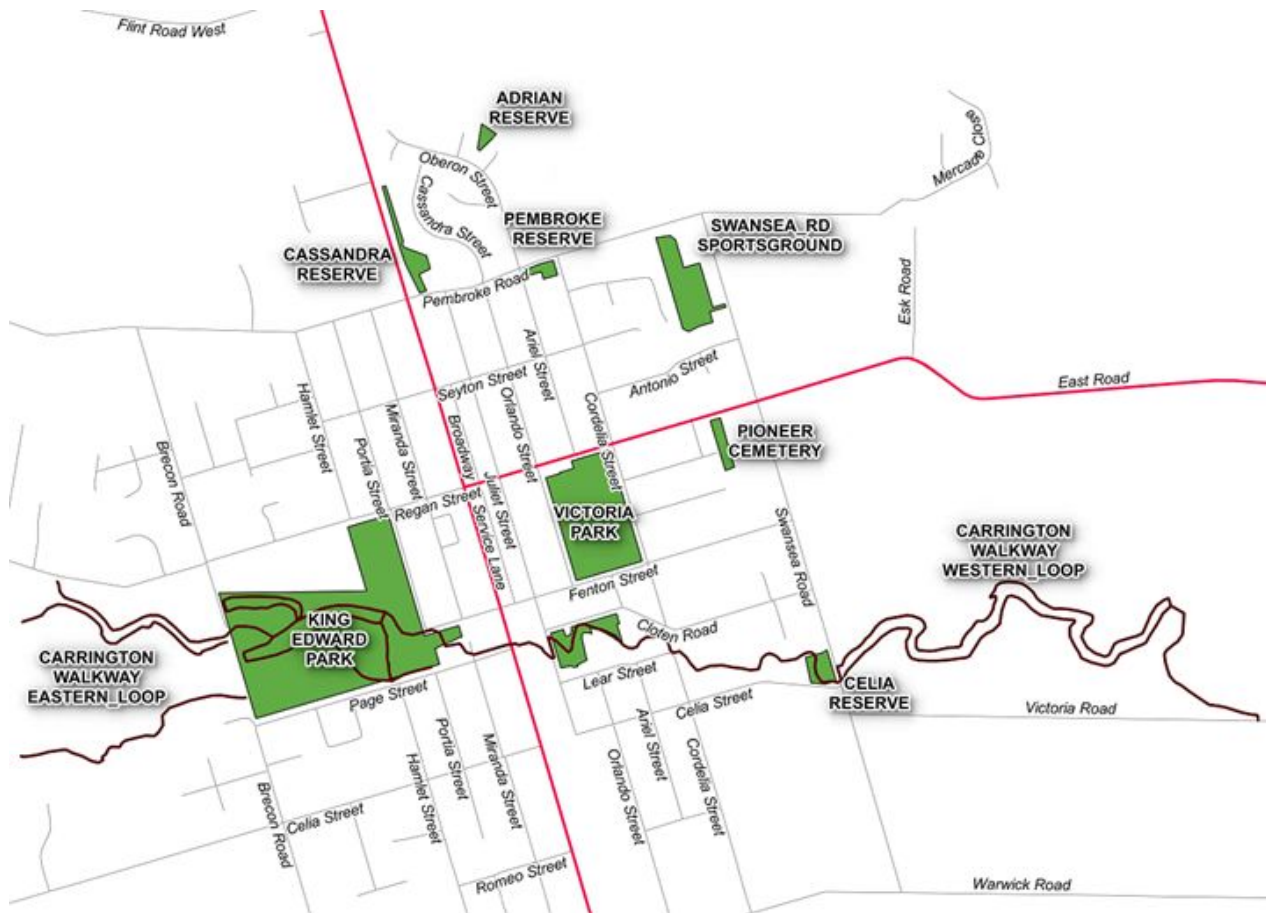 Flint Road West
ADRIAN
RESERVE
Mercade Close
Oberon Street
Cassandra Street
PEMBROKE
RESERVE
SWANSEA_RD
SPORTSGROUND
CASSANDRA
RESERVE
Pembroke Road
Esk Road
Ariel Street
Seyton Street
Antonio Street
East Road
Hamlet Street
Miranda Street
Orlando Street
Cordelia Street
Broadway
Portia Street
PIONEER
CEMETERY
Brecon Road
Regan Street
Juliet Street
Service Lane
VICTORIA
PARK
Swansea Road
CARRINGTON
WALKWAY
WESTERN_LOOP
Fenton Street
KING
EDWARD
PARK
Cloten Road
CARRINGTON
WALKWAY
EASTERN_LOOP
Lear Street
Page Street
Celia Street
CELIA
RESERVE
Victoria Road
Portia Street
Miranda Street
Ariel Street
Hamlet Street
Orlando Street
Cordelia Street
Brecon Road
Celia Street
Romeo Street
Warwick Road